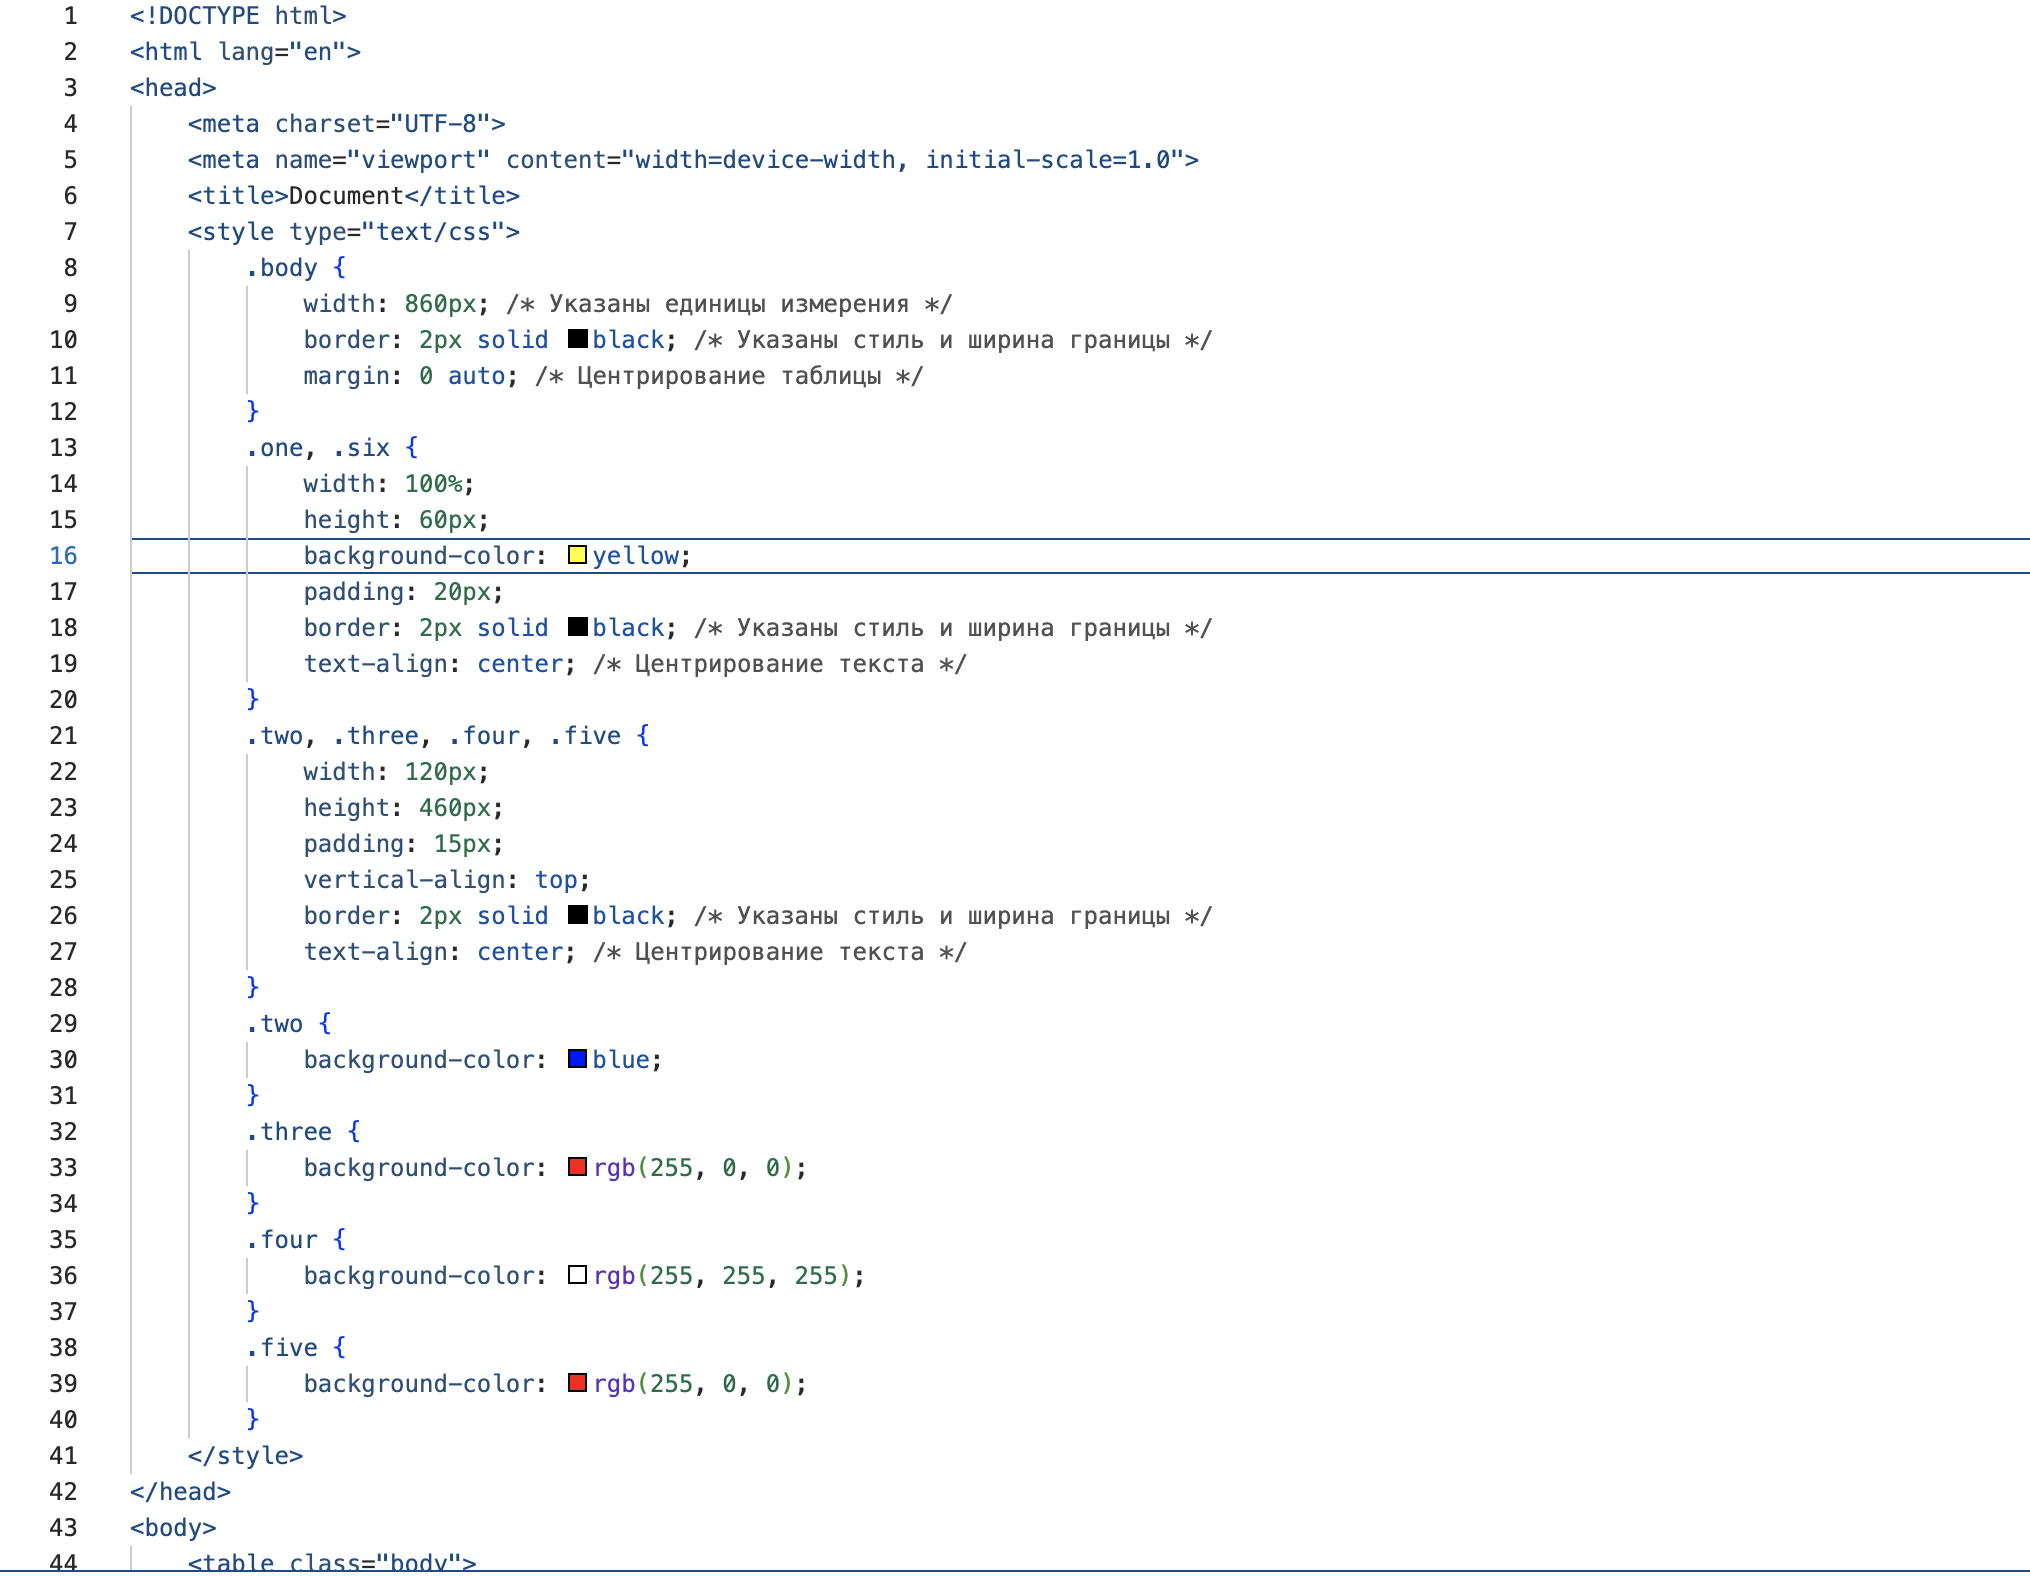 1 <!DOCTYPE html>
2 <html lang="en">
3 <head>
4 <meta charset="UTF-8">
5 <meta name="viewport" content="width=device-width, initial-scale=1.0">
6 <title>Document</title>
7 <style type="text/css">
8 .body {
9 width: 860px; /* Указаны единицы измерения */
10 border: 2px solid black; /* Указаны стиль и ширина границы */
11 margin: 0 auto; /* Центрирование таблицы */
12 }
13 .one, .six {
14 width: 100%;
15 height: 60px;
16 background-color: yellow;
17 padding: 20px;
18 border: 2px solid black; /* Указаны стиль и ширина границы */
19 text-align: center; /* Центрирование текста */
20 }
21 .two, .three, .four, .five {
22 width: 120px;
23 height: 460px;
24 padding: 15px;
25 vertical-align: top;
26 border: 2px solid black; /* Указаны стиль и ширина границы */
27 text-align: center; /* Центрирование текста */
28 }
29 .two {
30 background-color: blue;
31 }
32 .three {
33 background-color: rgb(255, 0, 0);
34 }
35 .four {
36 background-color: rgb(255, 255, 255);
37 }
38 .five {
39 background-color: rgb(255, 0, 0);
40 }
41 </style>
42 </head>
43 <body>
44 <table class="body">